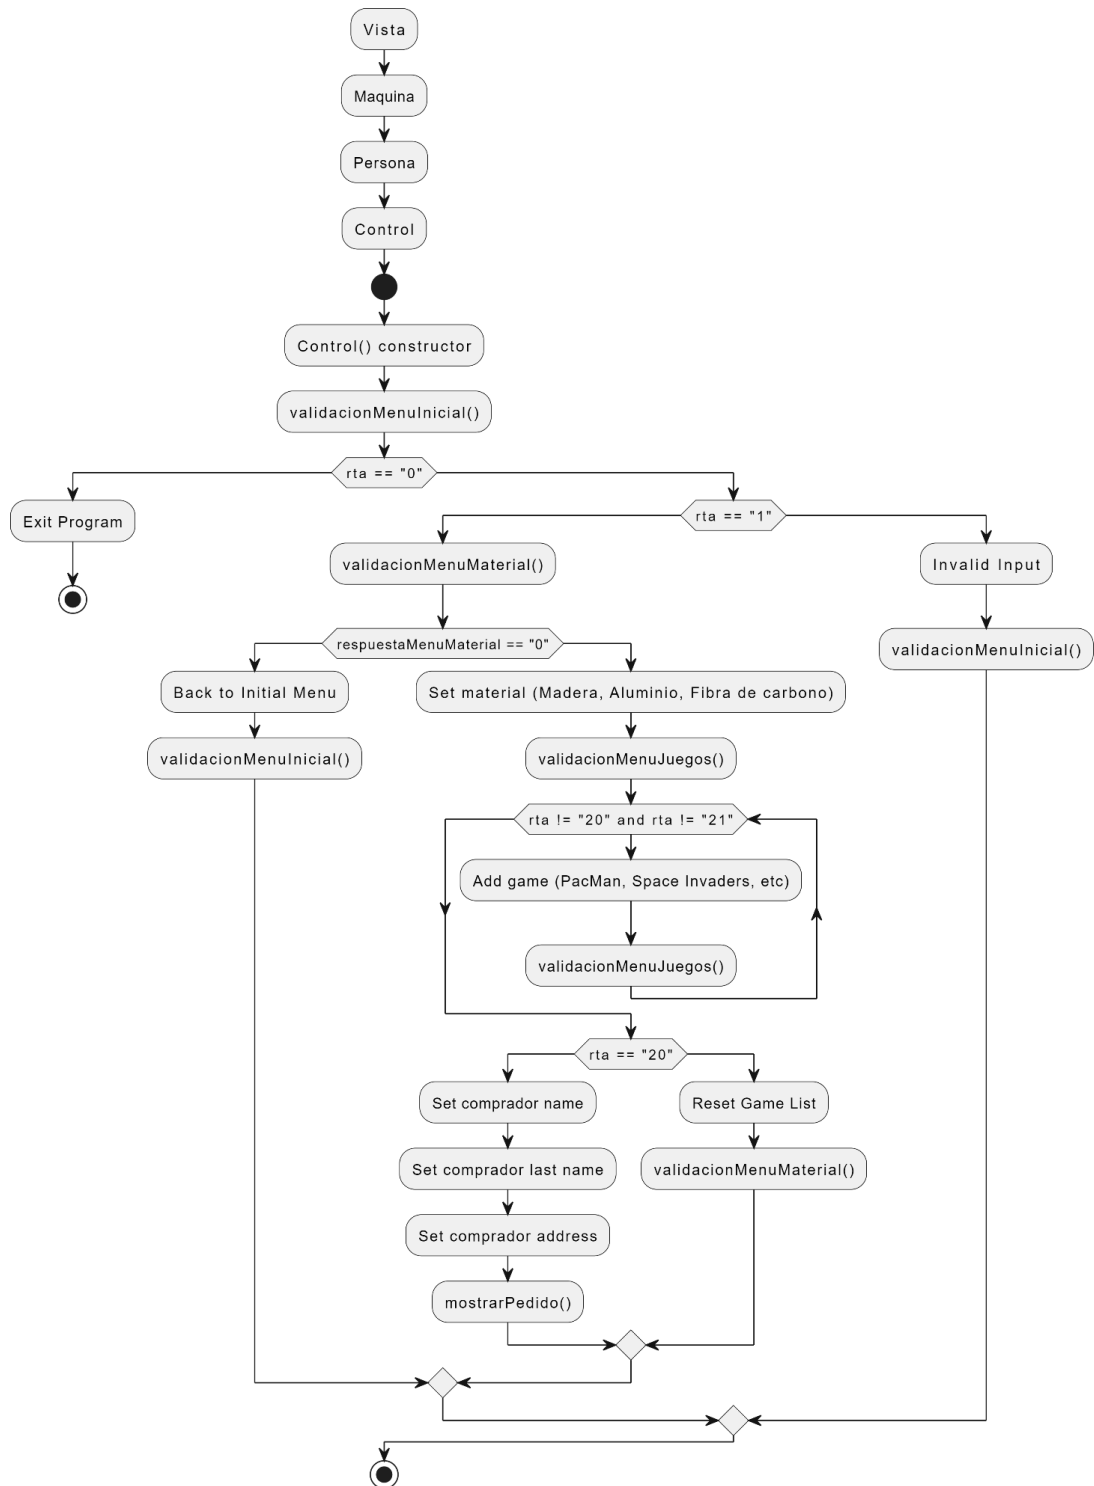 Vista
Maquina
Persona
Control
Control() constructor
validacionMenuInicial()
rta == "0"
Exit Program
rta == "1"
validacionMenuMaterial()
Invalid Input
respuestaMenuMaterial == "0"
validacionMenuInicial()
Back to Initial Menu
Set material (Madera, Aluminio, Fibra de carbono)
validacionMenuInicial()
validacionMenuJuegos()
rta != "20" and rta != "21"
Add game (PacMan, Space Invaders, etc)
validacionMenuJuegos()
rta == "20"
Set comprador name
Reset Game List
Set comprador last name
validacionMenuMaterial()
Set comprador address
mostrarPedido()